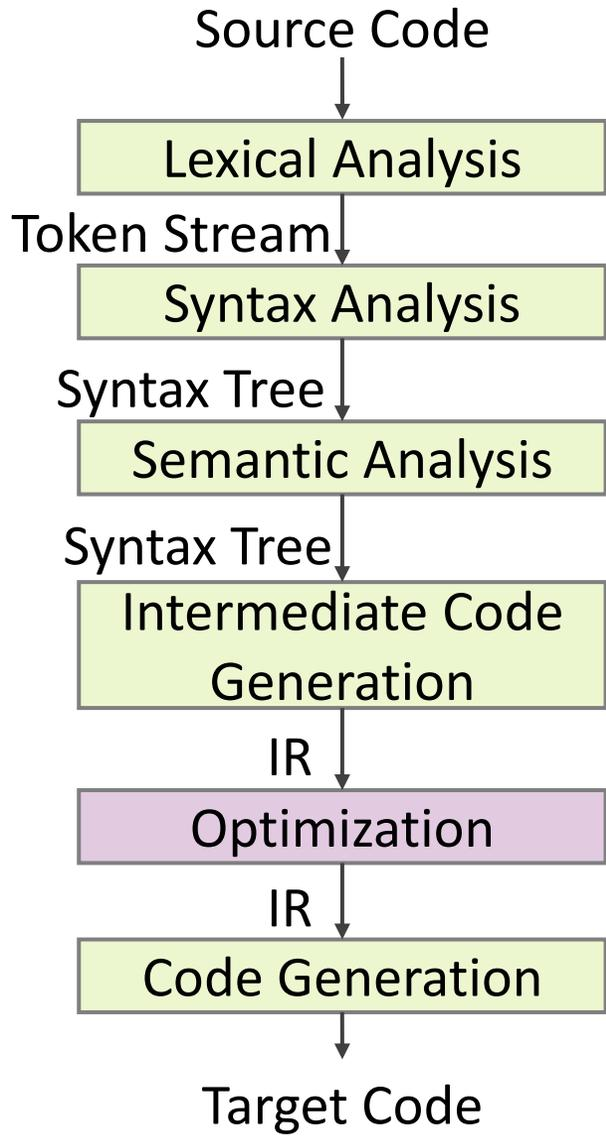 Source Code
Lexical Analysis
Token Stream
Syntax Analysis
Syntax Tree
Semantic Analysis
Syntax Tree
Intermediate Code
Generation
IR
Optimization
IR
Code Generation
Target Code